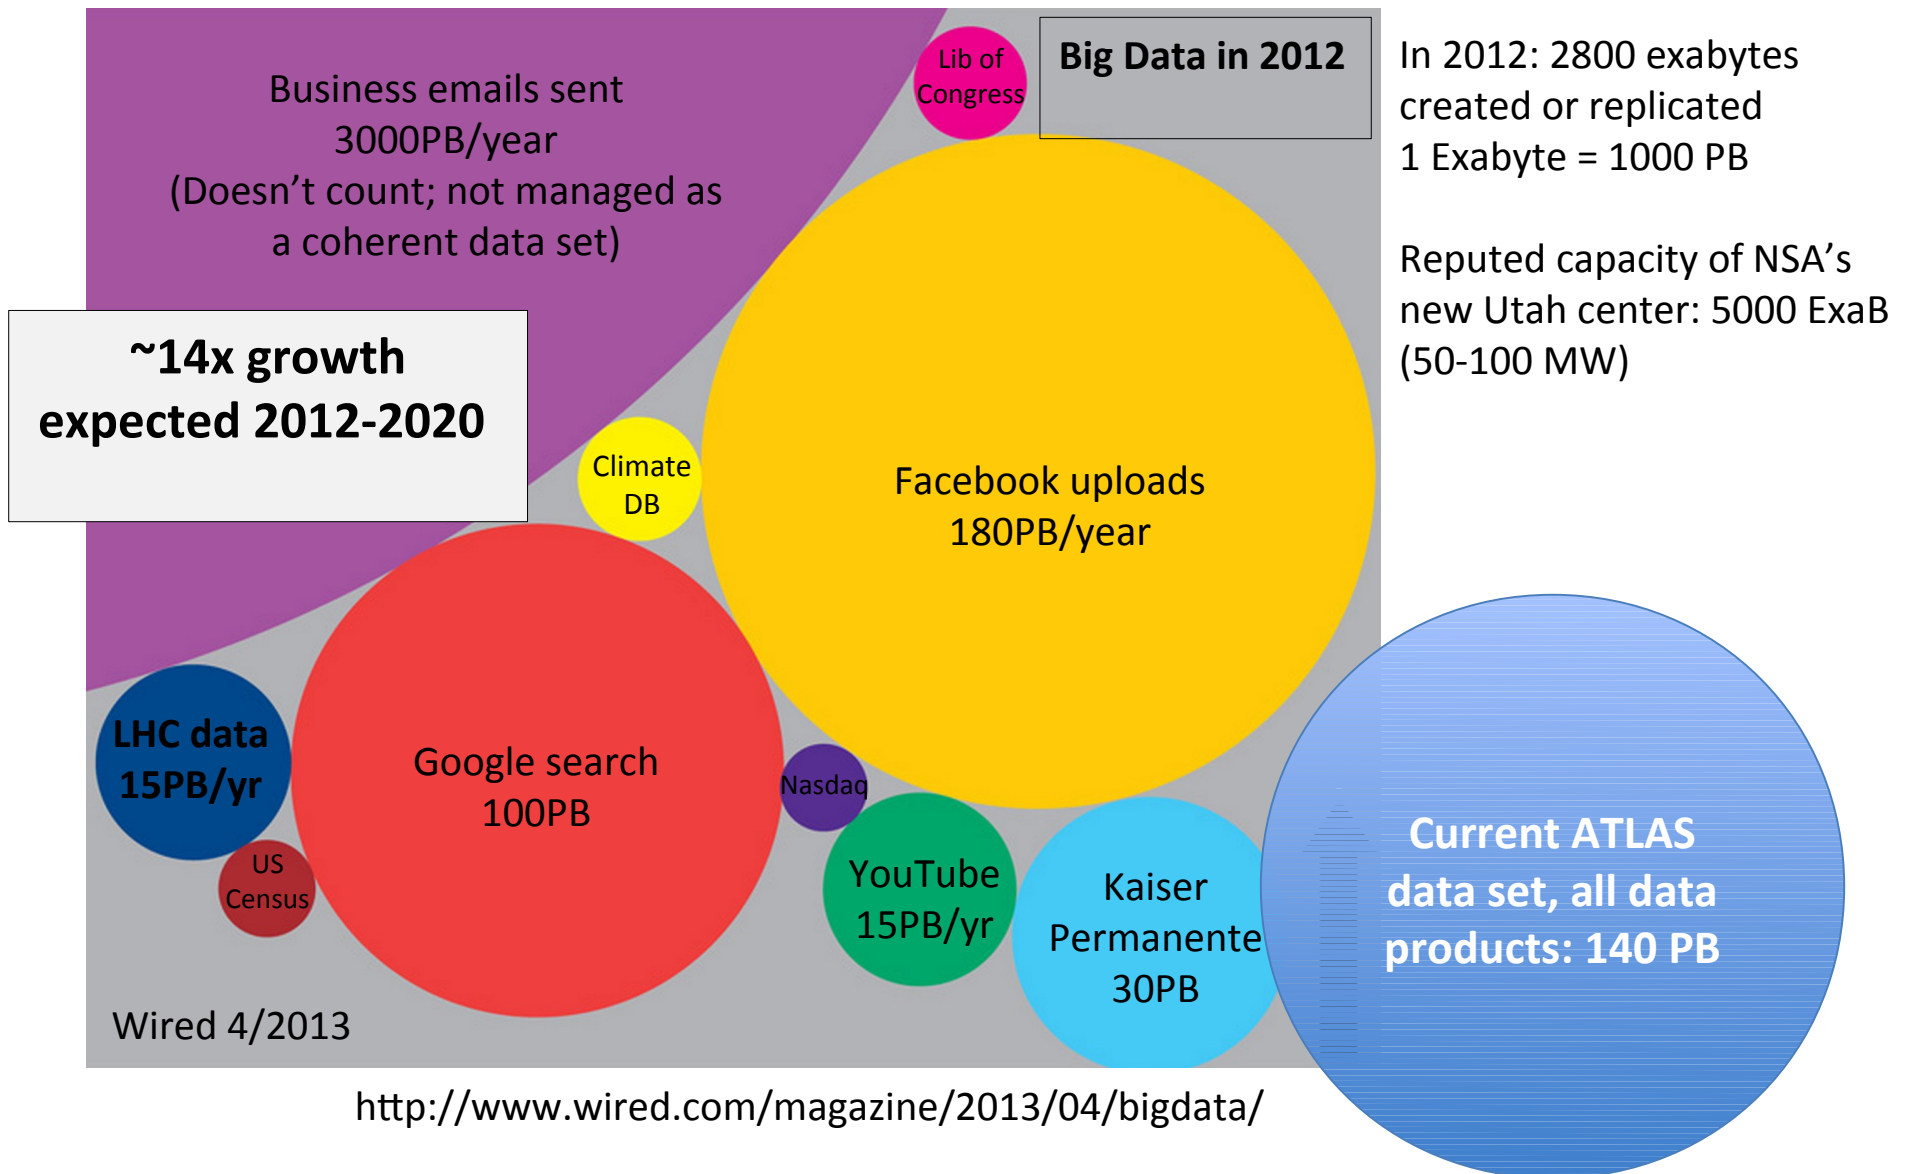 Business emails sent
3000PB/year
(Doesn’t count; not managed as
a coherent data set)
Lib of
Congress
Big Data in 2012
In 2012: 2800 exabytes
created or replicated
1 Exabyte = 1000 PB
Reputed capacity of NSA’s
new Utah center: 5000 ExaB
(50-100 MW)
~14x growth
expected 2012-2020
Climate
DB
Facebook uploads
180PB/year
LHC data
15PB/yr
Google search
100PB
Nasdaq
US
Census
YouTube
15PB/yr
Kaiser
Permanente
30PB
Current ATLAS
data set, all data
products: 140 PB
Wired 4/2013
http://www.wired.com/magazine/2013/04/bigdata/